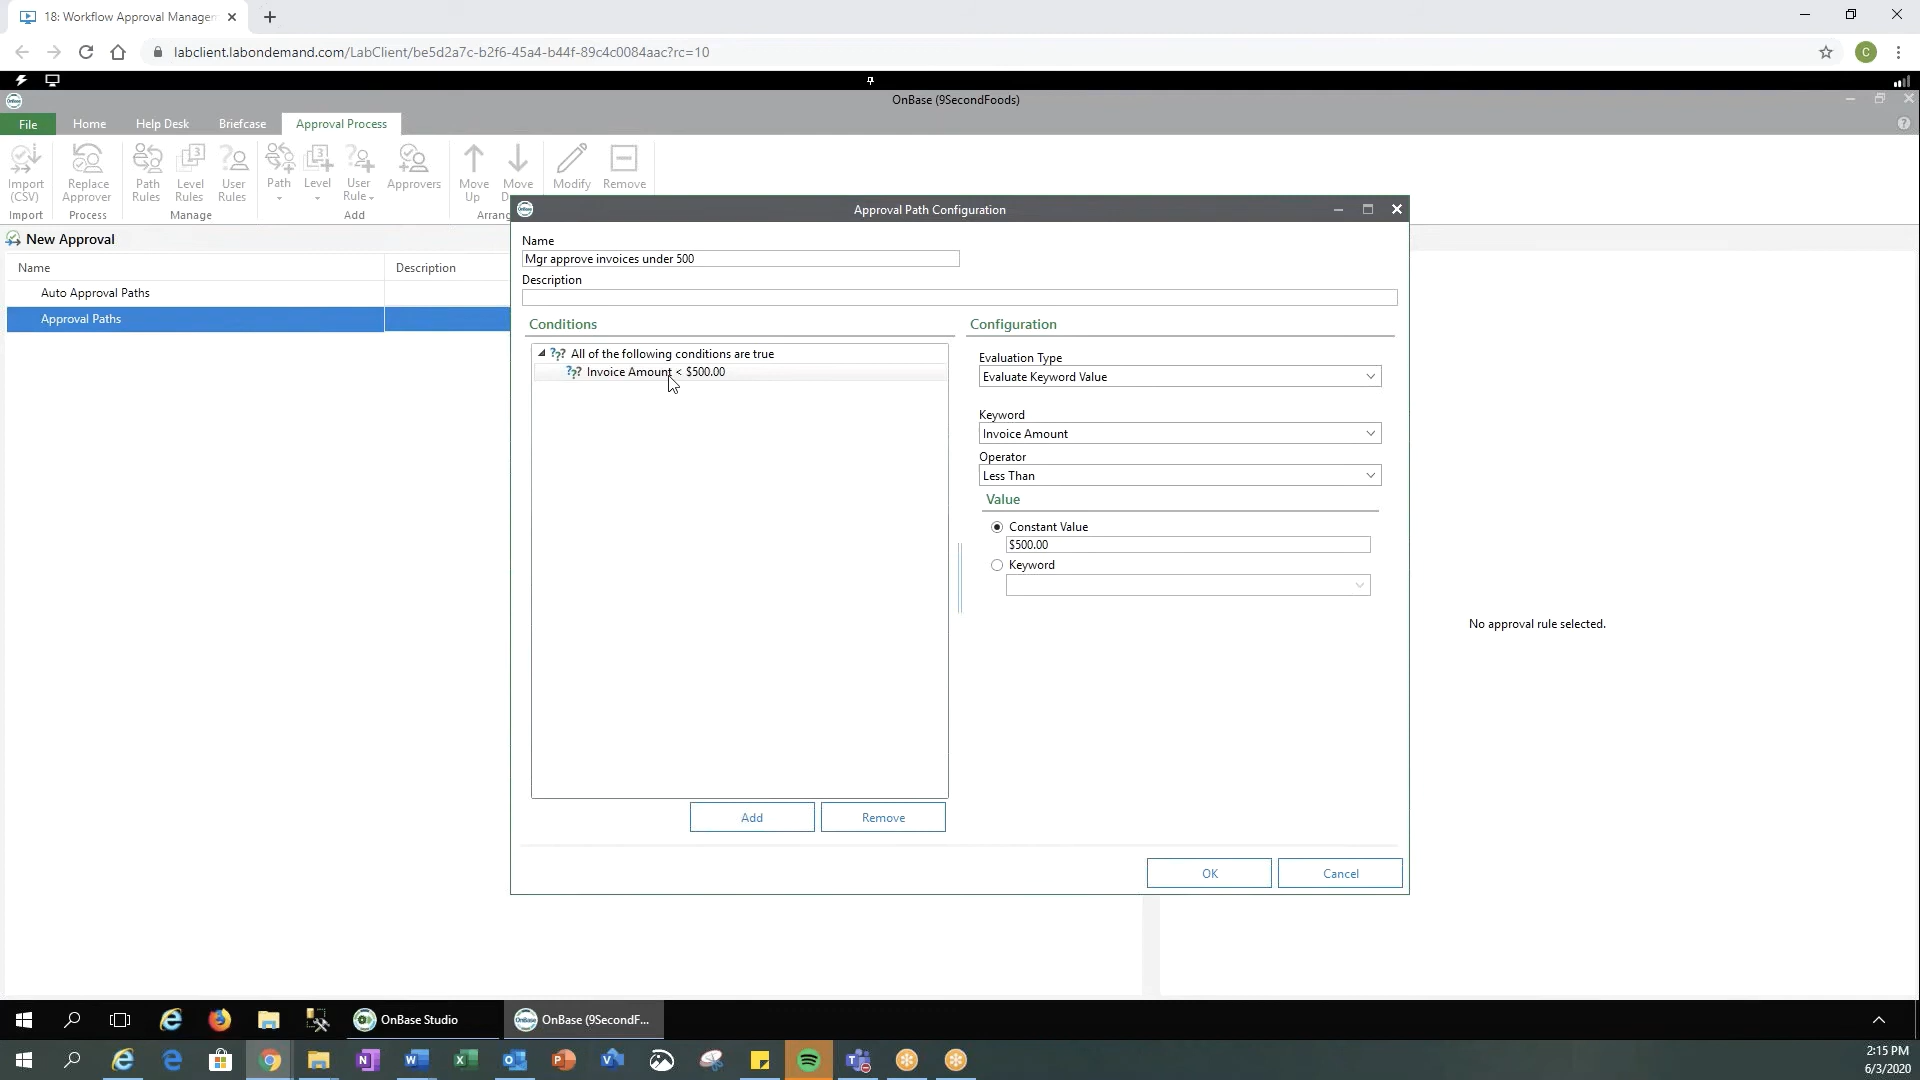 18: Workflow Approval Managem
labclient.labondemand.com/LabClient/be5d2a7c-b2f6-45a4-b44f-89c4c0084aac?rc=10
C
OnBase (9SecondFoods)
File
Home
Help Desk
Briefcase
Approval Process
Import (CSV)
Replace Approver
Path Rules
Level Rules
User Rules
Path
Level
User Rule
Approvers
Move Up
Move
Modify
Remove
Import
Process
Manage
Add
Arrang
New Approval
Name
Description
Auto Approval Paths
Approval Paths
Approval Path Configuration
Name
Mgr approve invoices under 500
Description
Conditions
All of the following conditions are true
Invoice Amount < $500.00
Add
Remove
Configuration
Evaluation Type
Evaluate Keyword Value
Keyword
Invoice Amount
Operator
Less Than
Value
Constant Value
$500.00
Keyword
OK
Cancel
No approval rule selected.
OnBase Studio
OnBase (9SecondF...
2:15 PM
6/3/2020